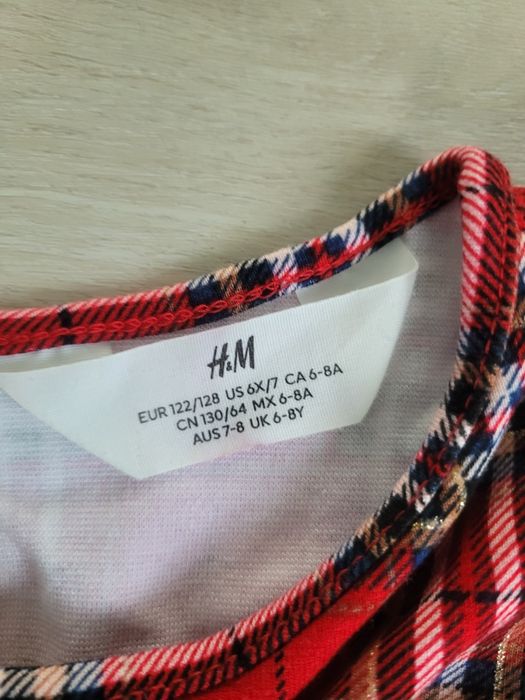 H&M
EUR 122/128 US 6X/7 CA 6-8A
CN 130/64 MX 6-8A
AUS 7-8 UK 6-8Y